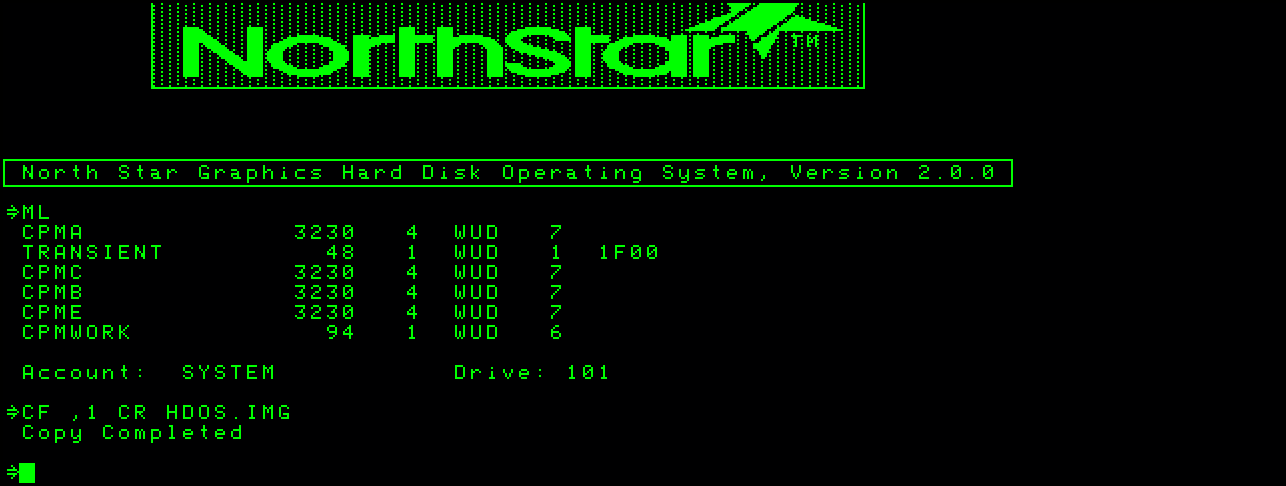 NorthStar TM
North Star Graphics Hard Disk Operating System, Version 2.0.0
⇒ML
CPMA 3230 4 WUD 7
TRANSIENT 48 1 WUD 1 1F00
CPMC 3230 4 WUD 7
CPMB 3230 4 WUD 7
CPME 3230 4 WUD 7
CPMWORK 94 1 WUD 6
Account: SYSTEM Drive: 101
⇒CF ,1 CR HDOS.IMG
Copy Completed
⇒